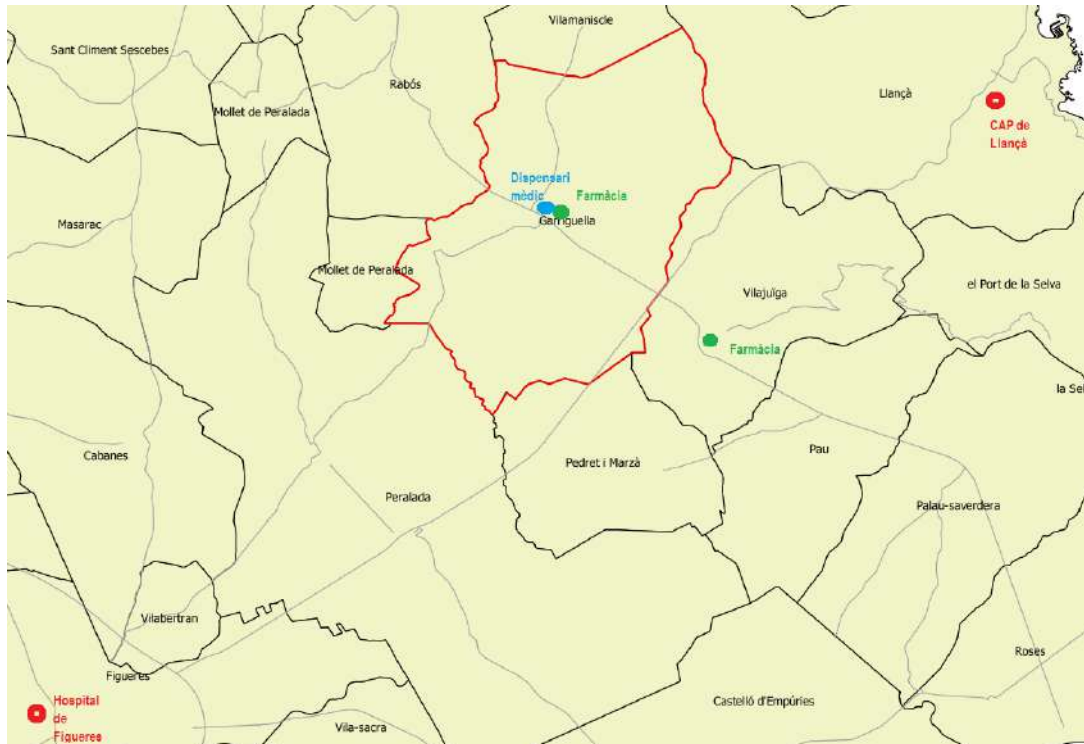 Vilamaniscle
Sant Climent Sescebes
Rabós
Llançà
Mollet de Peralada
CAP de
Llançà
Dispensari
mèdic
Farmàcia
Garriguella
Masarac
Mollet de Peralada
el Port de la Selva
Vilajuïga
Farmàcia
la Sel
Cabanes
Pedret i Marzà
Pau
Peralada
Palau-saverdera
Vilabertran
Roses
Figueres
Hospital
de
Figueres
Castelló d'Empúries
Vila-sacra